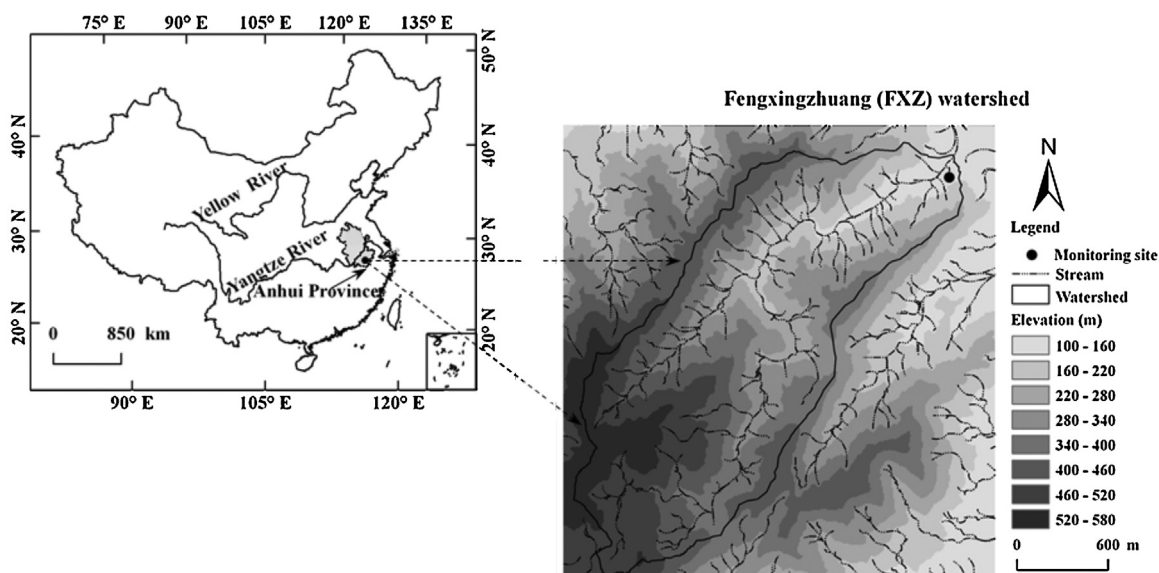 75° E 90° E 105° E 120° E 135° E
50° N
40° N
30° N
20° N
40° N
30° N
20° N
Yellow River
Yangtze River
Anhui Province
0 850 km
90° E 105° E 120° E
Fengxingzhuang (FXZ) watershed
N
Legend
Monitoring site
Stream
Watershed
Elevation (m)
100 - 160
160 - 220
220 - 280
280 - 340
340 - 400
400 - 460
460 - 520
520 - 580
0 600 m